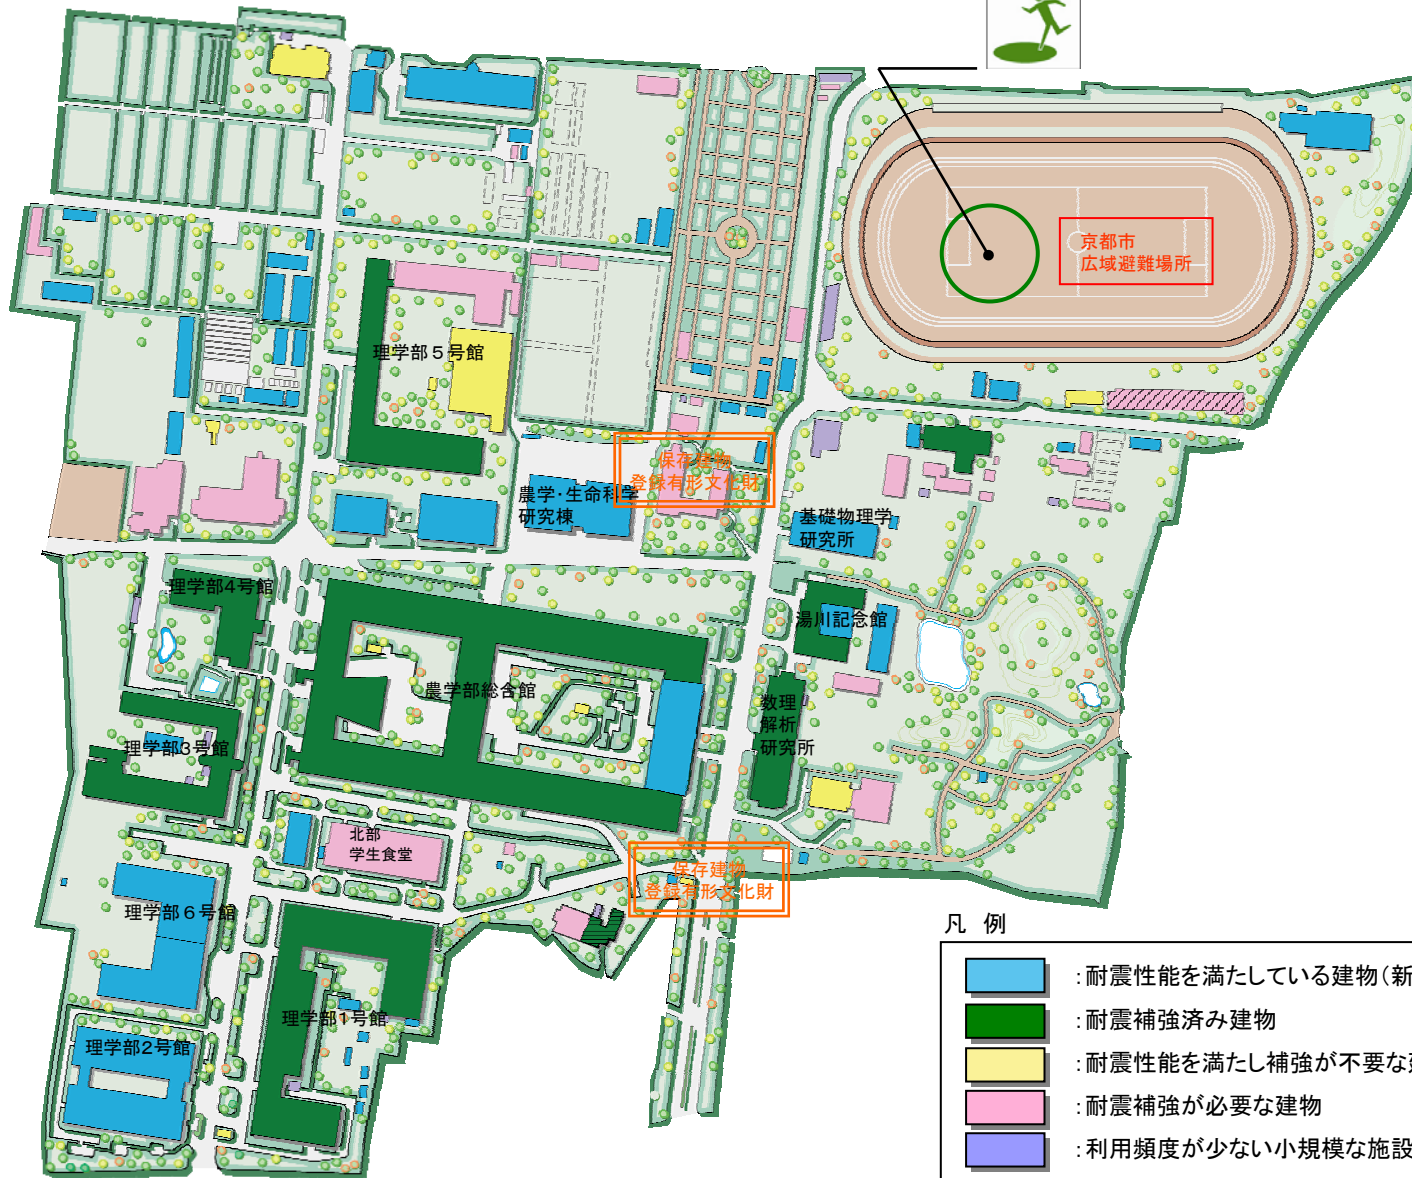 京都市
広域避難場所
理学部５号館
保存建物
登録有形文化財
農学・生命科学
研究棟
基礎物理学
研究所
理学部4号館
湯川記念館
農学部総合館
数理
解析
研究所
理学部3号館
北部
学生食堂
保存建物
登録有形文化財
理学部６号館
理学部1号館
理学部2号館
凡 例
：耐震性能を満たしている建物（新
：耐震補強済み建物
：耐震性能を満たし補強が不要な
：耐震補強が必要な建物
：利用頻度が少ない小規模な施設